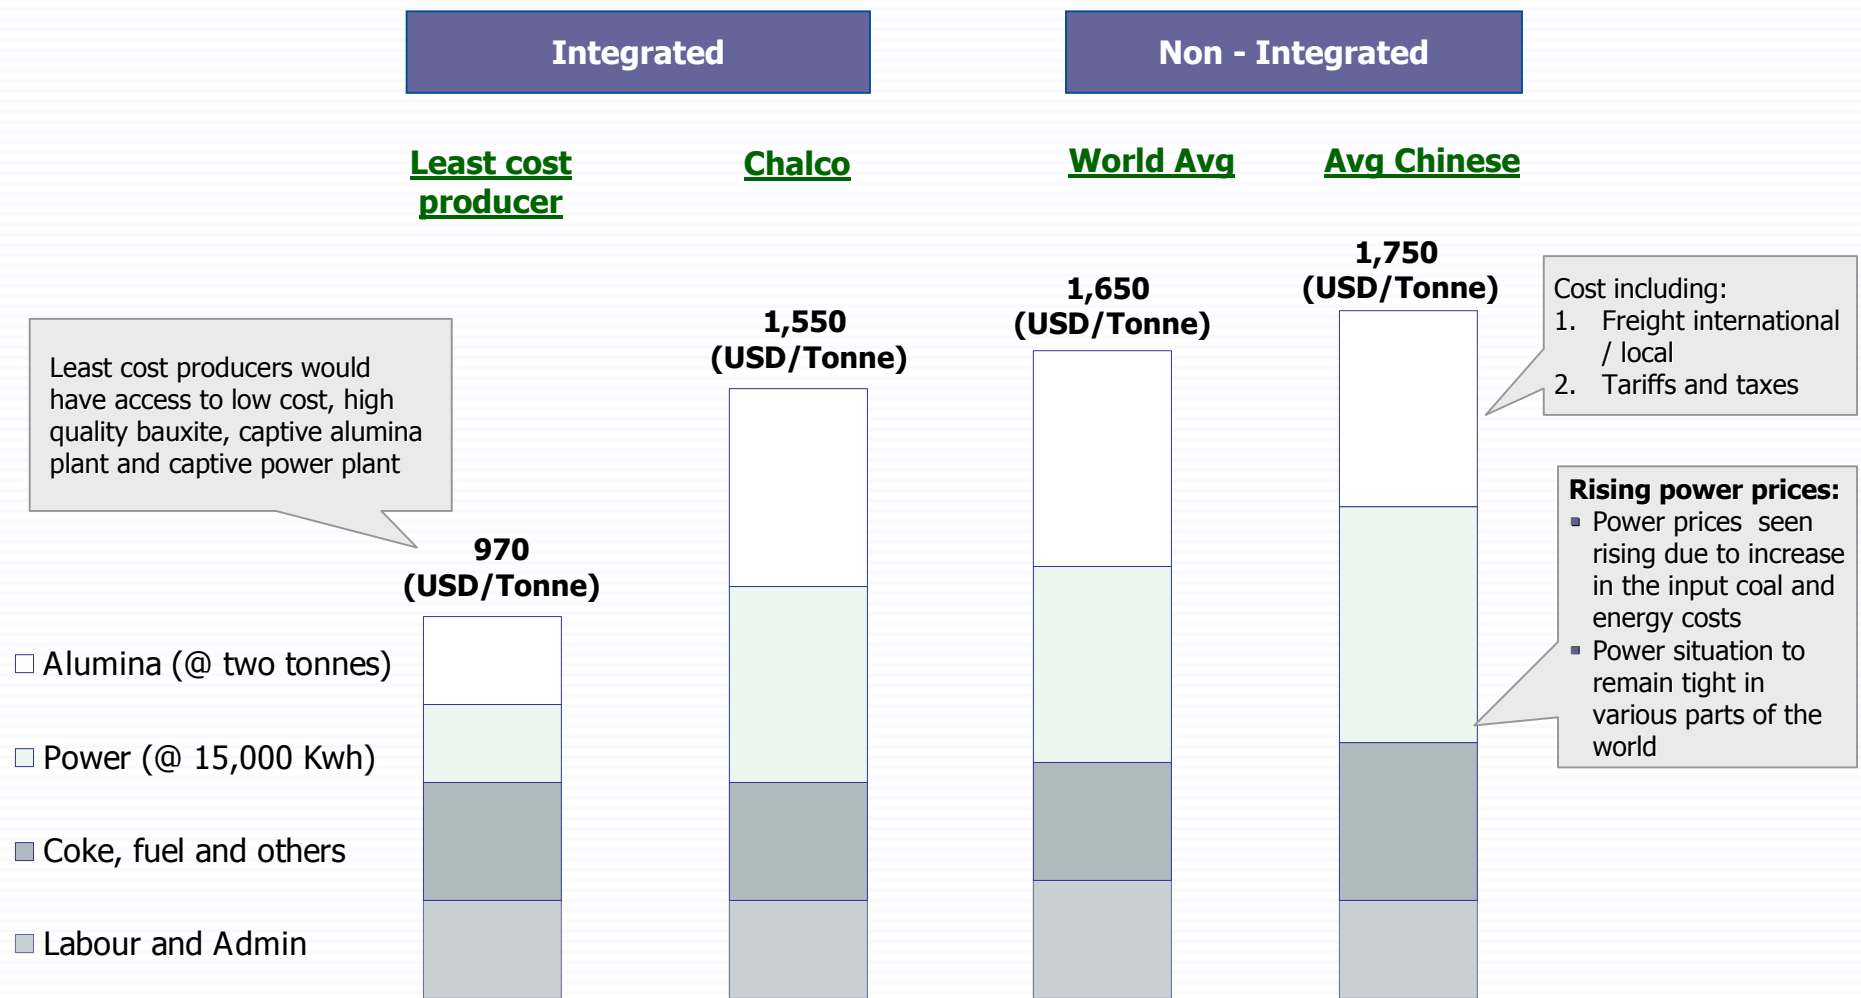 Integrated
Non - Integrated
Least cost
producer
Chalco
World Avg
Avg Chinese
1,750
(USD/Tonne)
1,650
(USD/Tonne)
1,550
(USD/Tonne)
970
(USD/Tonne)
Cost including:
1. Freight international
/ local
2. Tariffs and taxes
Least cost producers would
have access to low cost, high
quality bauxite, captive alumina
plant and captive power plant
Rising power prices:
▪ Power prices  seen
rising due to increase
in the input coal and
energy costs
▪ Power situation to
remain tight in
various parts of the
world
Alumina (@ two tonnes)
Power (@ 15,000 Kwh)
Coke, fuel and others
Labour and Admin